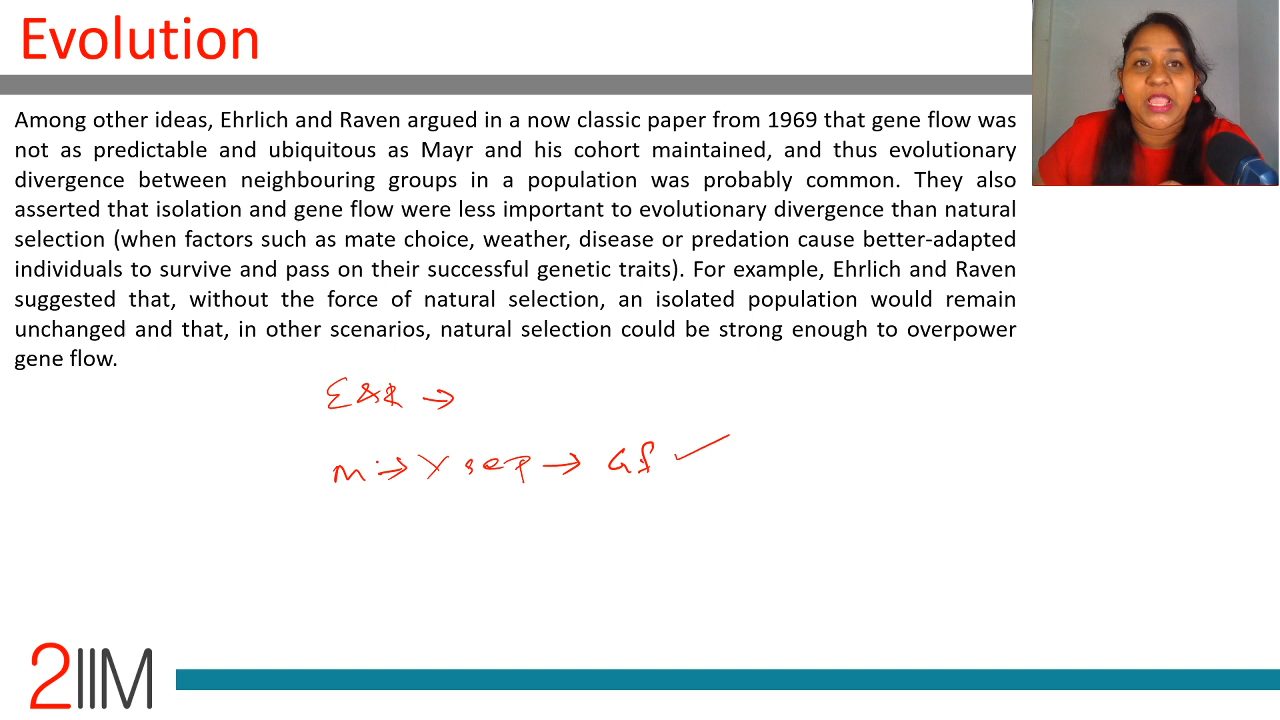 Evolution
Among other ideas, Ehrlich and Raven argued in a now classic paper from 1969 that gene flow was
not as predictable and ubiquitous as Mayr and his cohort maintained, and thus evolutionary
divergence between neighbouring groups in a population was probably common. They also
asserted that isolation and gene flow were less important to evolutionary divergence than natural
selection (when factors such as mate choice, weather, disease or predation cause better-adapted
individuals to survive and pass on their successful genetic traits). For example, Ehrlich and Raven
suggested that, without the force of natural selection, an isolated population would remain
unchanged and that, in other scenarios, natural selection could be strong enough to overpower
gene flow.
E&R →
M → X sep → Gf ✓
2IIM